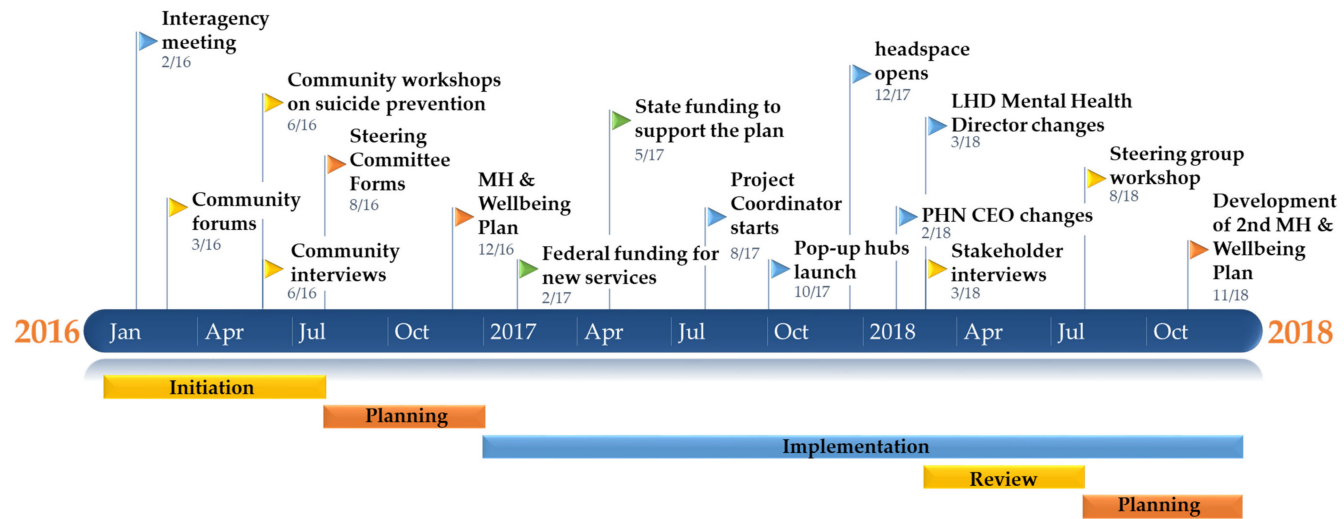 Interagency
meeting
2/16
Community workshops
on suicide prevention
6/16
Steering
Committee
Forms
8/16
Community
forums
3/16
Community
interviews
6/16
MH &
Wellbeing
Plan
12/16
Federal funding for
new services
2/17
State funding to
support the plan
5/17
Project
Coordinator
starts
8/17
Pop-up hubs
launch
10/17
headspace
opens
12/17
LHD Mental Health
Director changes
3/18
PHN CEO changes
2/18
Stakeholder
interviews
3/18
Steering group
workshop
8/18
Development
of 2nd MH &
Wellbeing
Plan
11/18
2016 Jan Apr Jul Oct 2017 Apr Jul Oct 2018 Apr Jul Oct 2018
Initiation
Planning
Implementation
Review
Planning